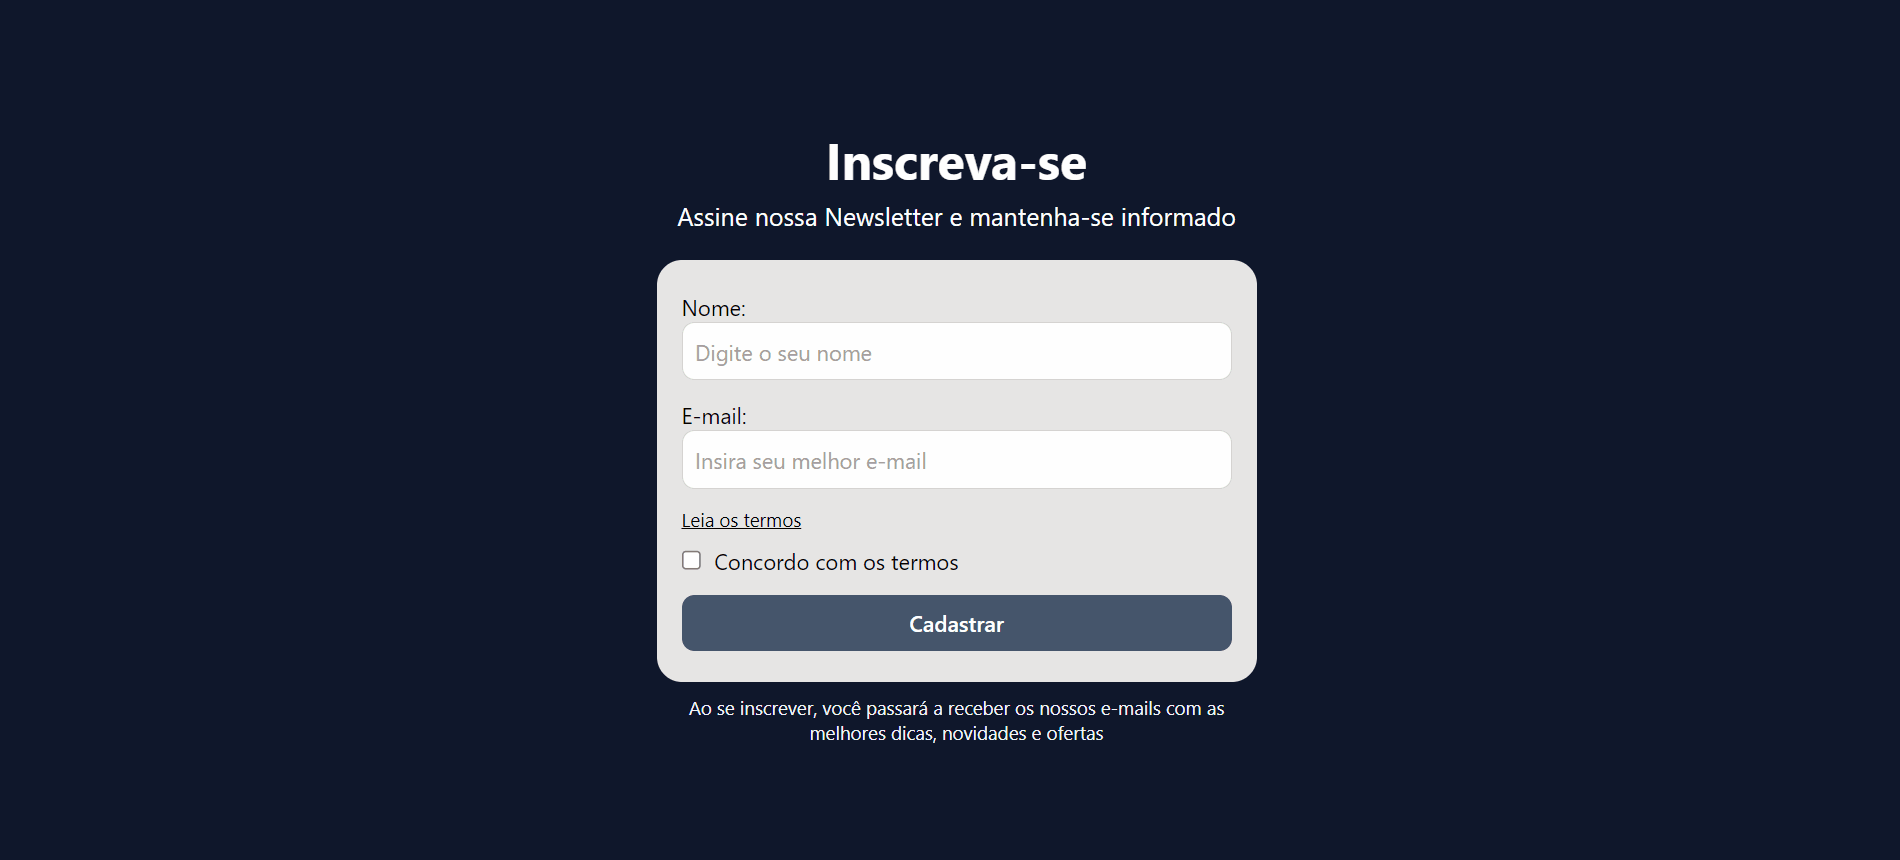 Inscreva-se
Assine nossa Newsletter e mantenha-se informado
Nome:
Digite o seu nome
E-mail:
Insira seu melhor e-mail
Leia os termos
Concordo com os termos
Cadastrar
Ao se inscrever, você passará a receber os nossos e-mails com as
melhores dicas, novidades e ofertas